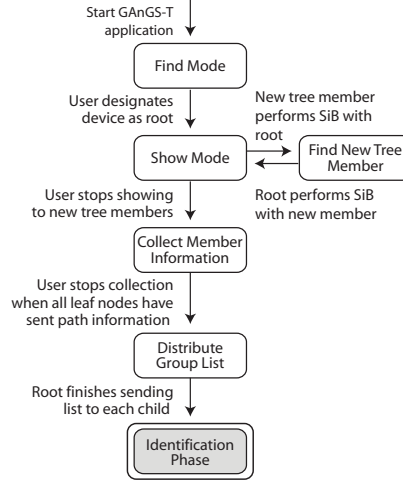 Start GAnGS-T
application
Find Mode
User designates
device as root
New tree member
performs SiB with
root
Show Mode
Find New Tree
Member
User stops showing
to new tree members
Root performs SiB
with new member
Collect Member
Information
User stops collection
when all leaf nodes have
sent path information
Distribute
Group List
Root finishes sending
list to each child
Identification
Phase